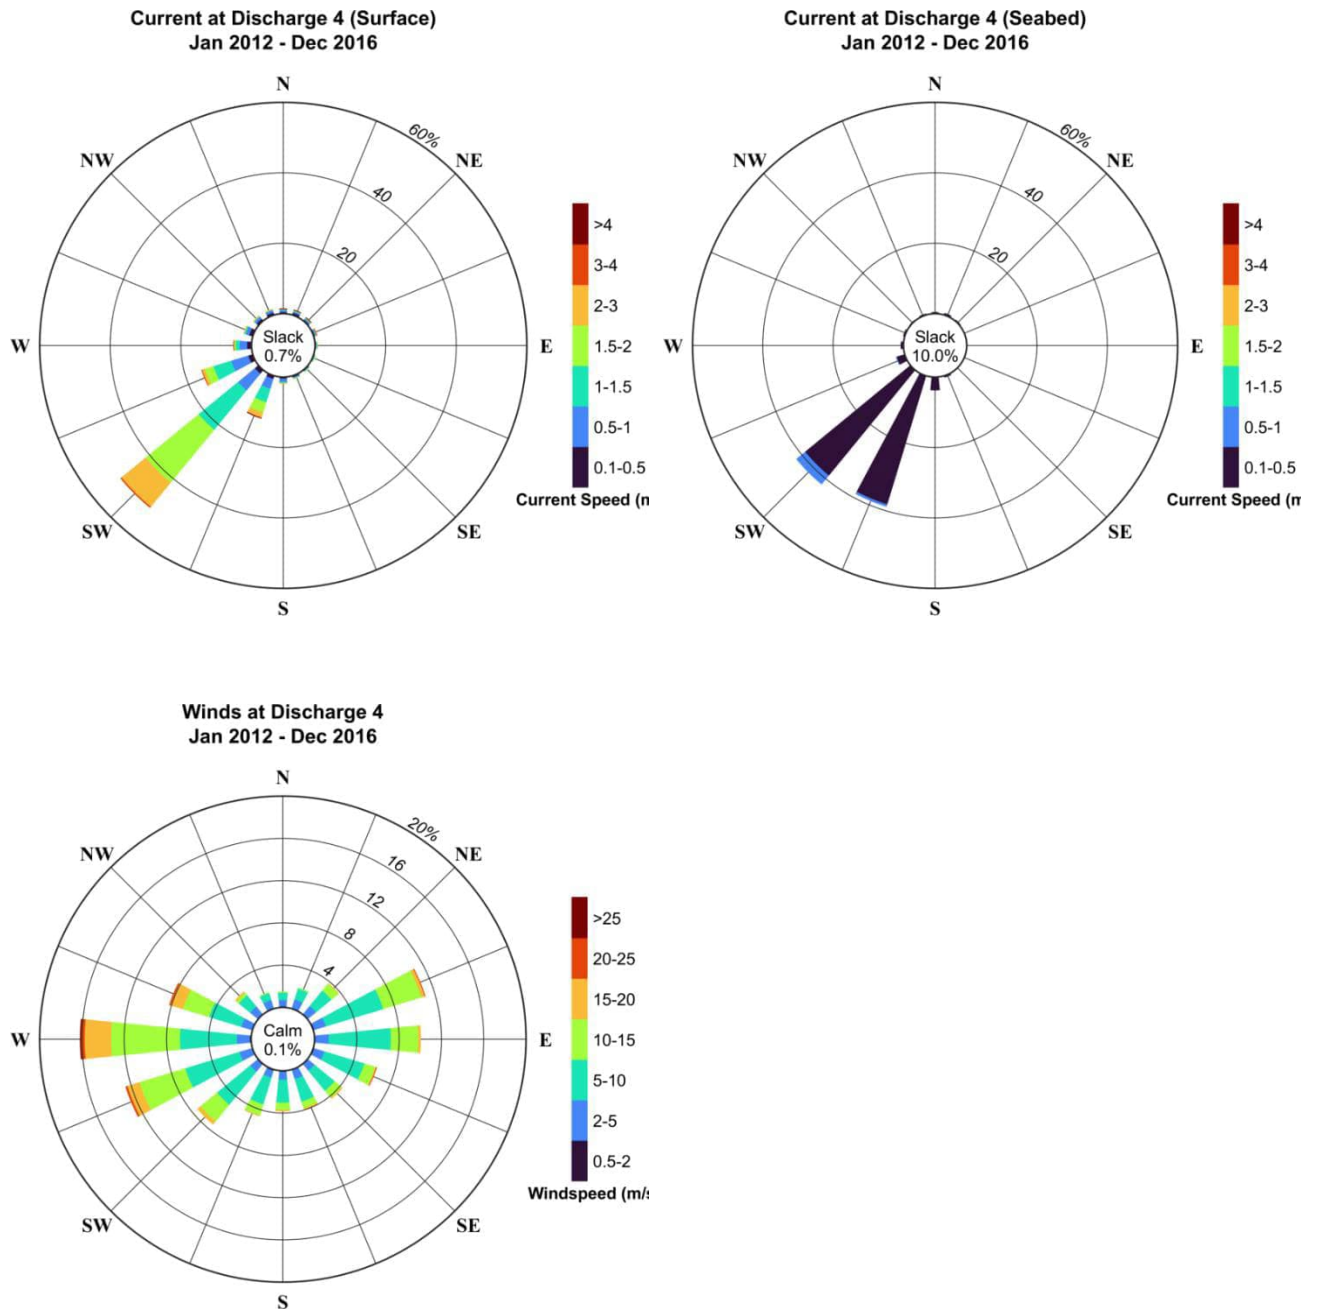 Current at Discharge 4 (Surface)
Jan 2012 - Dec 2016
N
60%
NW
NE
40
20
>4
3-4
2-3
1.5-2
1-1.5
0.5-1
0.1-0.5
Current Speed (m
Slack
0.7%
W
E
SW
SE
S
Current at Discharge 4 (Seabed)
Jan 2012 - Dec 2016
N
60%
NW
NE
40
20
>4
3-4
2-3
1.5-2
1-1.5
0.5-1
0.1-0.5
Current Speed (m
Slack
10.0%
W
E
SW
SE
S
Winds at Discharge 4
Jan 2012 - Dec 2016
N
20%
NW
NE
16
12
8
4
>25
20-25
15-20
10-15
5-10
2-5
0.5-2
Windspeed (m/s
Calm
0.1%
W
E
SW
SE
S